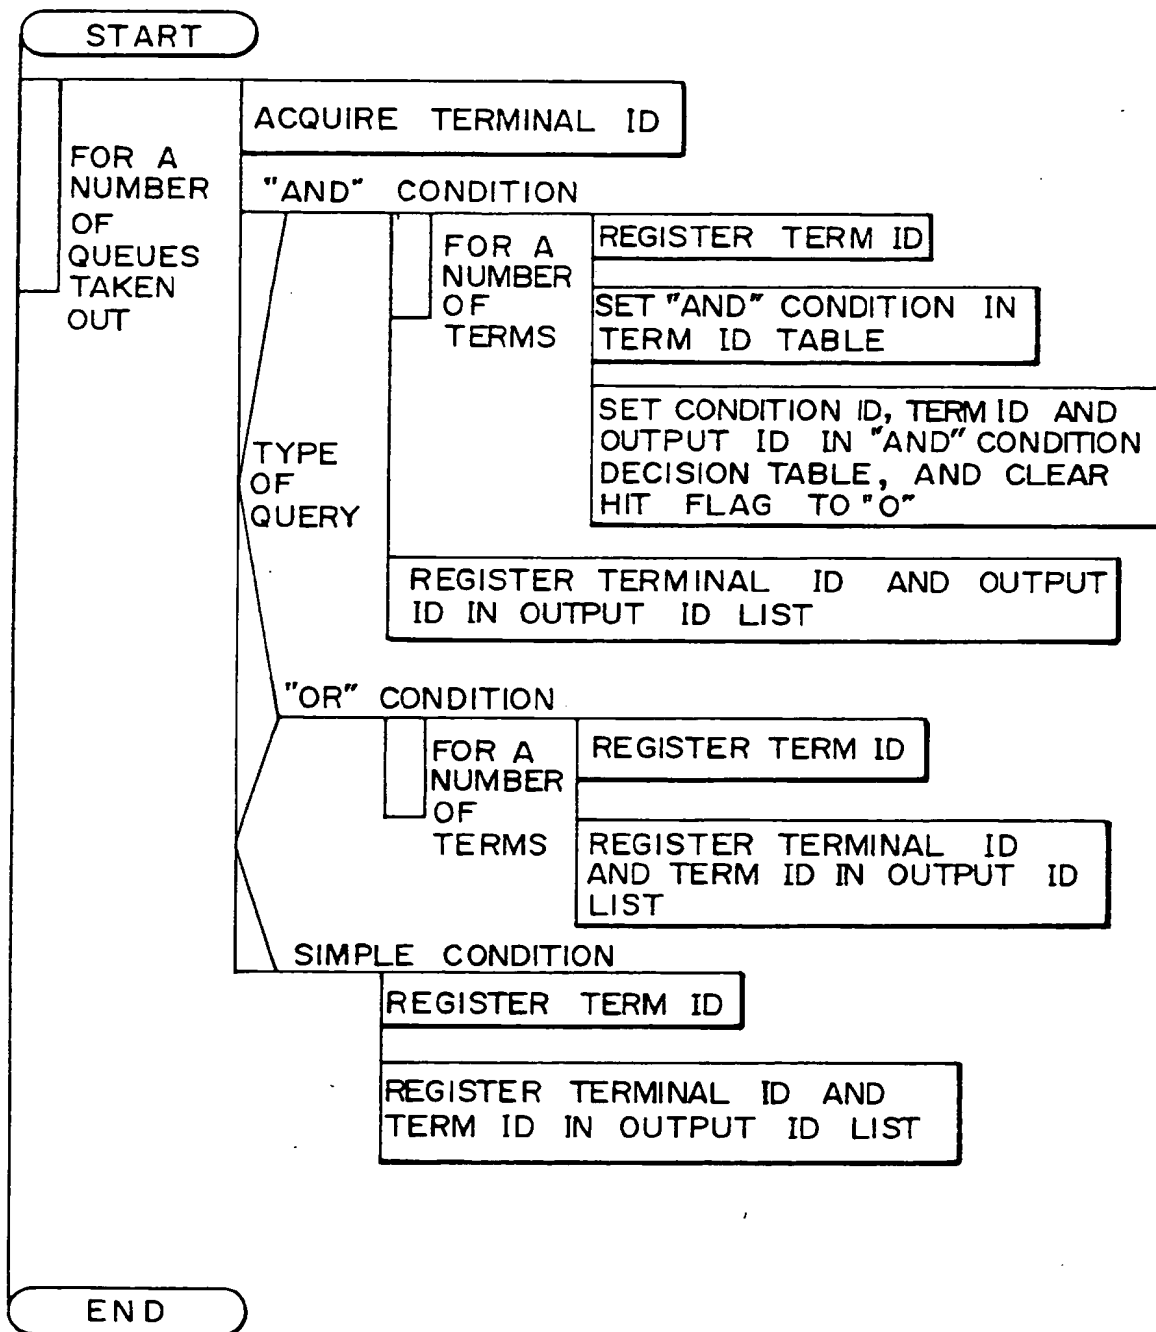 START
FOR A
NUMBER
OF
QUEUES
TAKEN
OUT
ACQUIRE TERMINAL ID
TYPE
OF
QUERY
"AND" CONDITION
FOR A
NUMBER
OF
TERMS
REGISTER TERM ID
SET "AND" CONDITION IN
TERM ID TABLE
SET CONDITION ID, TERM ID AND
OUTPUT ID IN "AND" CONDITION
DECISION TABLE, AND CLEAR
HIT FLAG TO "O"
REGISTER TERMINAL ID AND OUTPUT
ID IN OUTPUT ID LIST
"OR" CONDITION
FOR A
NUMBER
OF
TERMS
REGISTER TERM ID
REGISTER TERMINAL ID
AND TERM ID IN OUTPUT ID
LIST
SIMPLE CONDITION
REGISTER TERM ID
REGISTER TERMINAL ID AND
TERM ID IN OUTPUT ID LIST
END